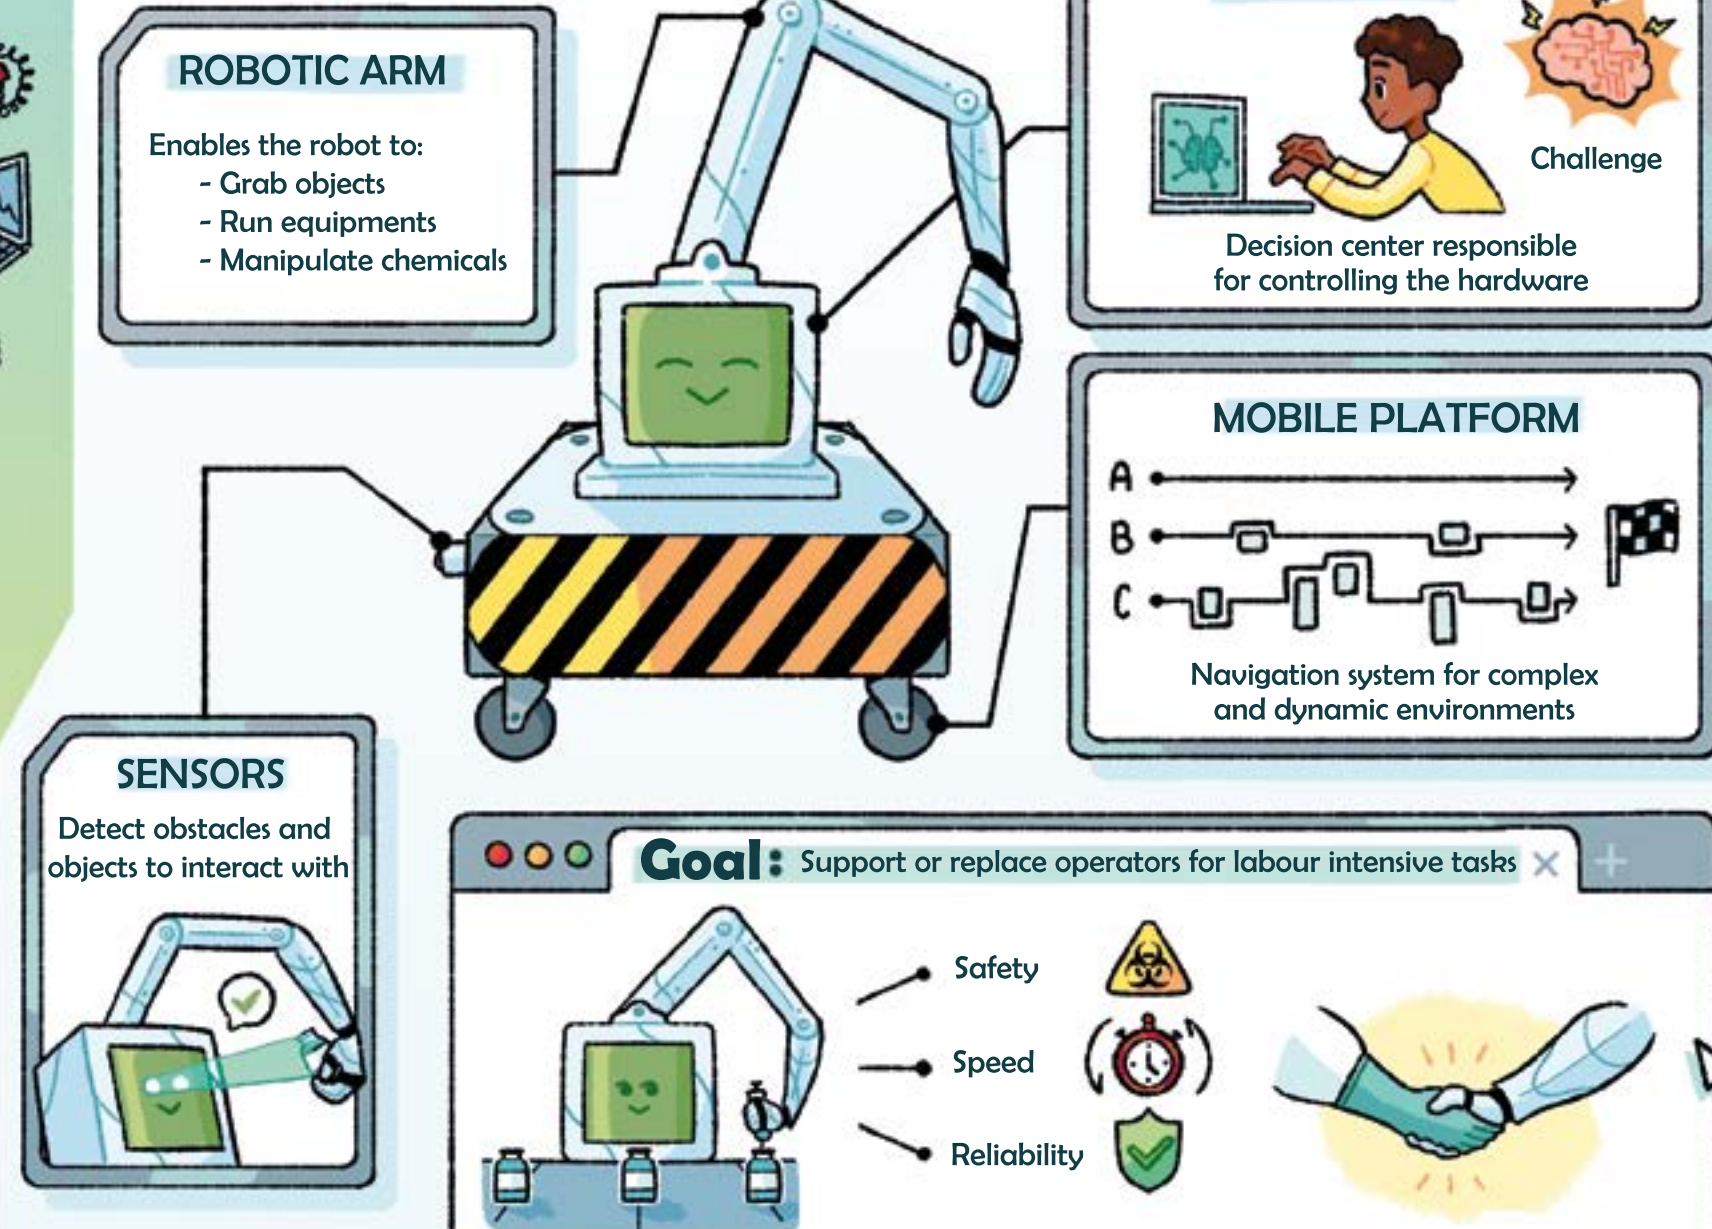 ROBOTIC ARM
Enables the robot to:
- Grab objects
- Run equipments
- Manipulate chemicals
Challenge
Decision center responsible
for controlling the hardware
MOBILE PLATFORM
A
B
C
Navigation system for complex
and dynamic environments
SENSORS
Detect obstacles and
objects to interact with
Goal: Support or replace operators for labour intensive tasks
Safety
Speed
Reliability